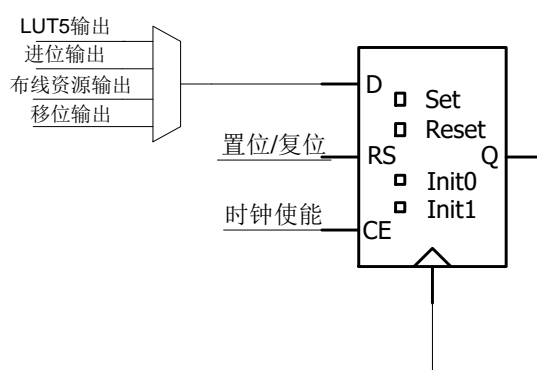 LUT5输出
进位输出
布线资源输出
移位输出
D
Set
Reset
置位/复位
RS
Q
Init0
Init1
时钟使能
CE